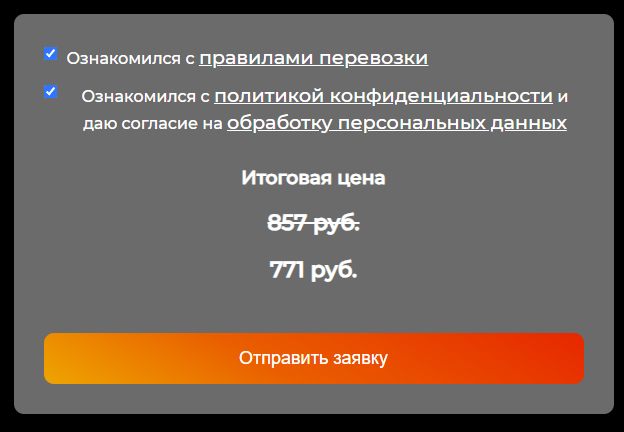 Ознакомился с правилами перевозки
Ознакомился с политикой конфиденциальности и
даю согласие на обработку персональных данных
Итоговая цена
857 руб.
771 руб.
Отправить заявку